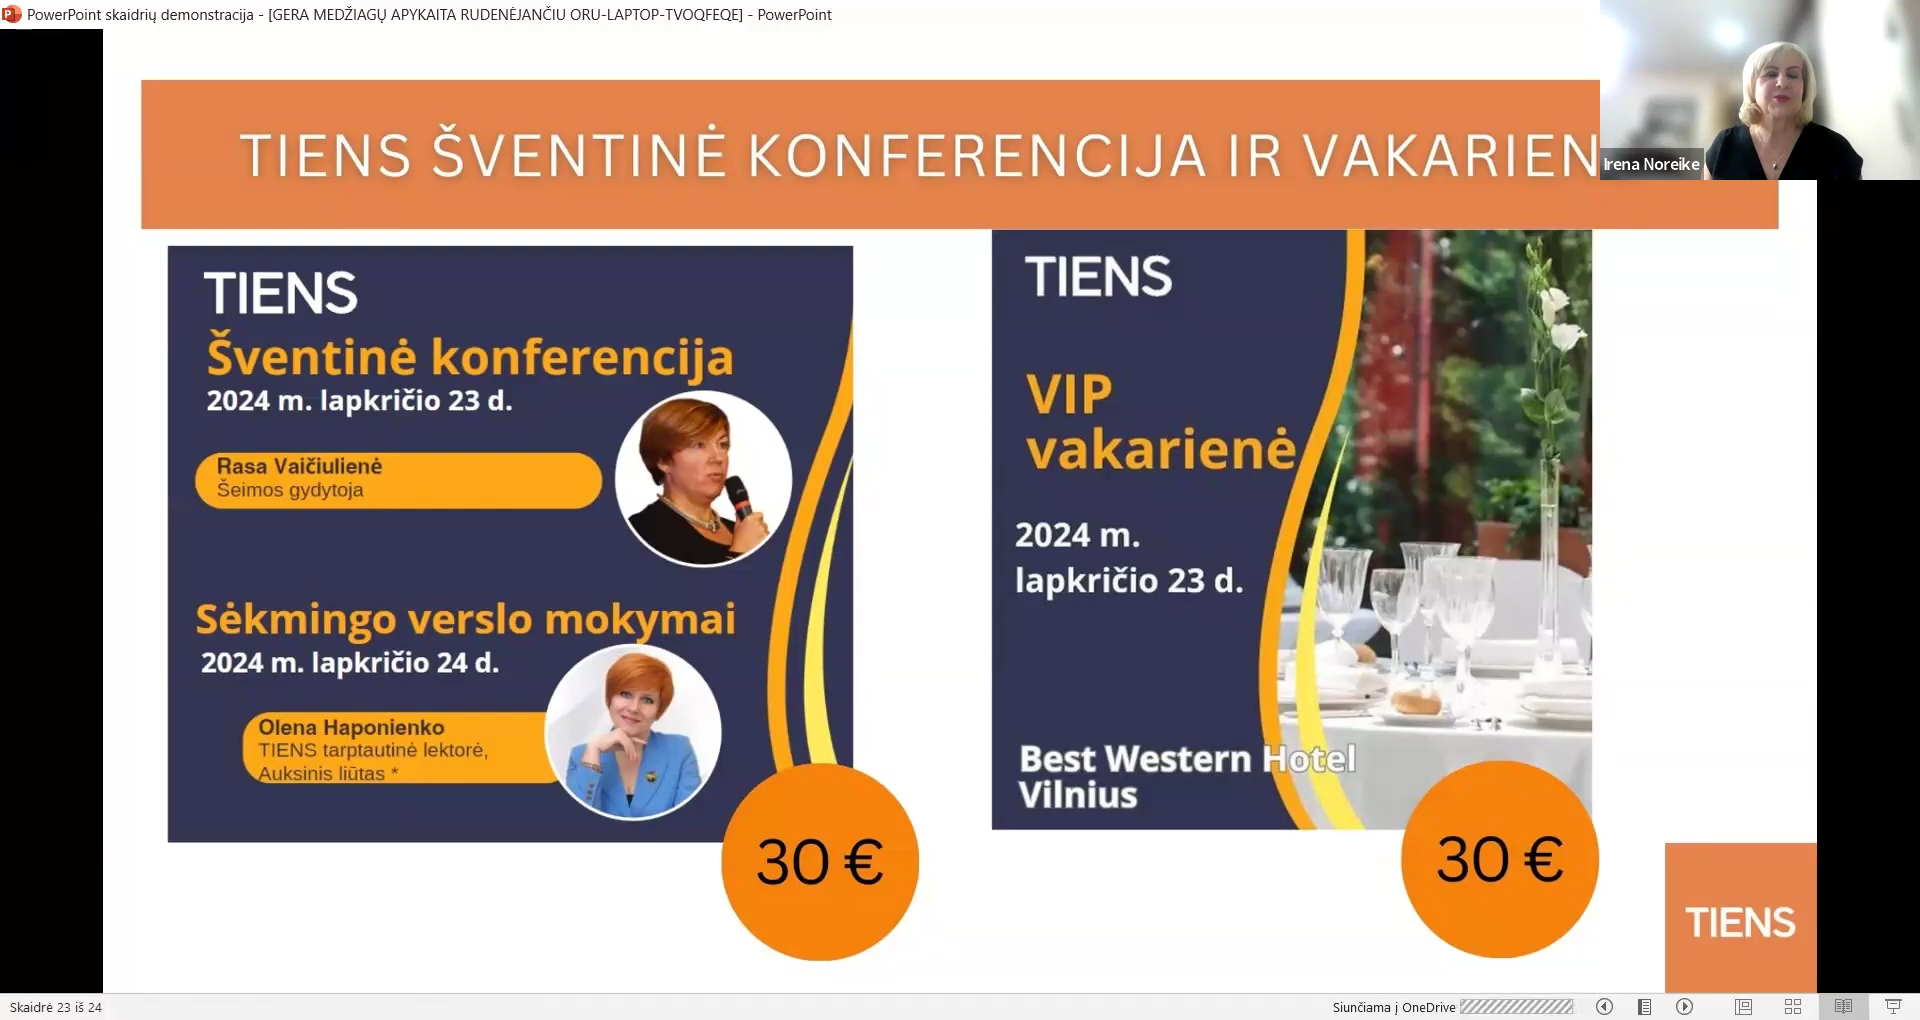 PowerPoint skaidrių demonstracija - [GERA MEDŽIAGŲ APYKAITA RUDENĖJANČIU ORU-LAPTOP-TVOQFEQE] - PowerPoint
Irena Noreike
TIENS ŠVENTINĖ KONFERENCIJA IR VAKARIEN
TIENS
Šventinė konferencija
2024 m. lapkričio 23 d.
Rasa Vaičiulienė
Šeimos gydytoja
Sėkmingo verslo mokymai
2024 m. lapkričio 24 d.
Olena Haponienko
TIENS tarptautinė lektorė,
Auksinis liūtas *
30 €
TIENS
VIP
vakarienė
2024 m.
lapkričio 23 d.
Best Western Hotel
Vilnius
30 €
TIENS
Skaidrė 23 iš 24
Siunčiama į OneDrive